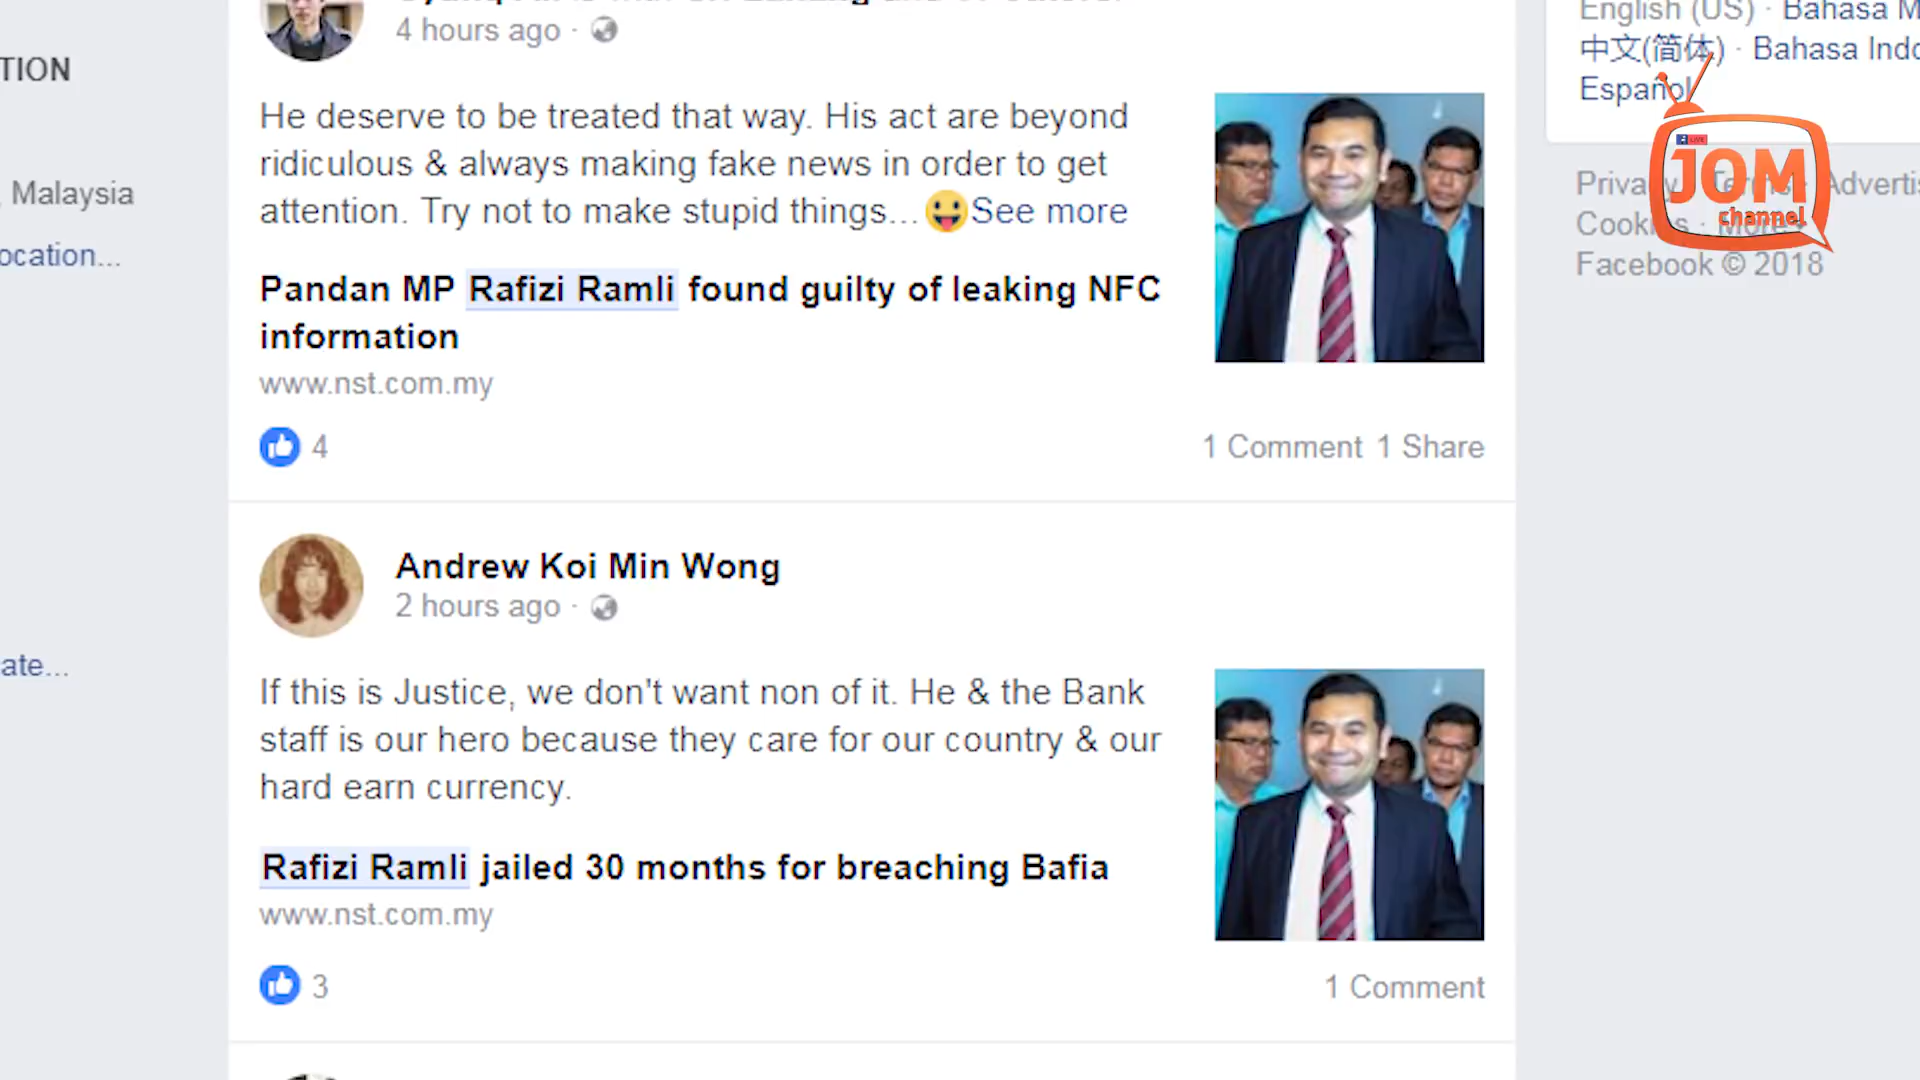 4 hours ago ·
He deserve to be treated that way. His act are beyond
ridiculous & always making fake news in order to get
attention. Try not to make stupid things...😛See more
Pandan MP Rafizi Ramli found guilty of leaking NFC
information
www.nst.com.my
4
1 Comment 1 Share
Andrew Koi Min Wong
2 hours ago ·
If this is Justice, we don't want non of it. He & the Bank
staff is our hero because they care for our country & our
hard earn currency.
Rafizi Ramli jailed 30 months for breaching Bafia
www.nst.com.my
3
1 Comment
TION
, Malaysia
ocation...
ate...
English (US) · Bahasa M
中文(简体) · Bahasa Indo
Español
LIVE
JOM
channel
Privacy · Terms · Adverti
Cookies · More
Facebook © 2018